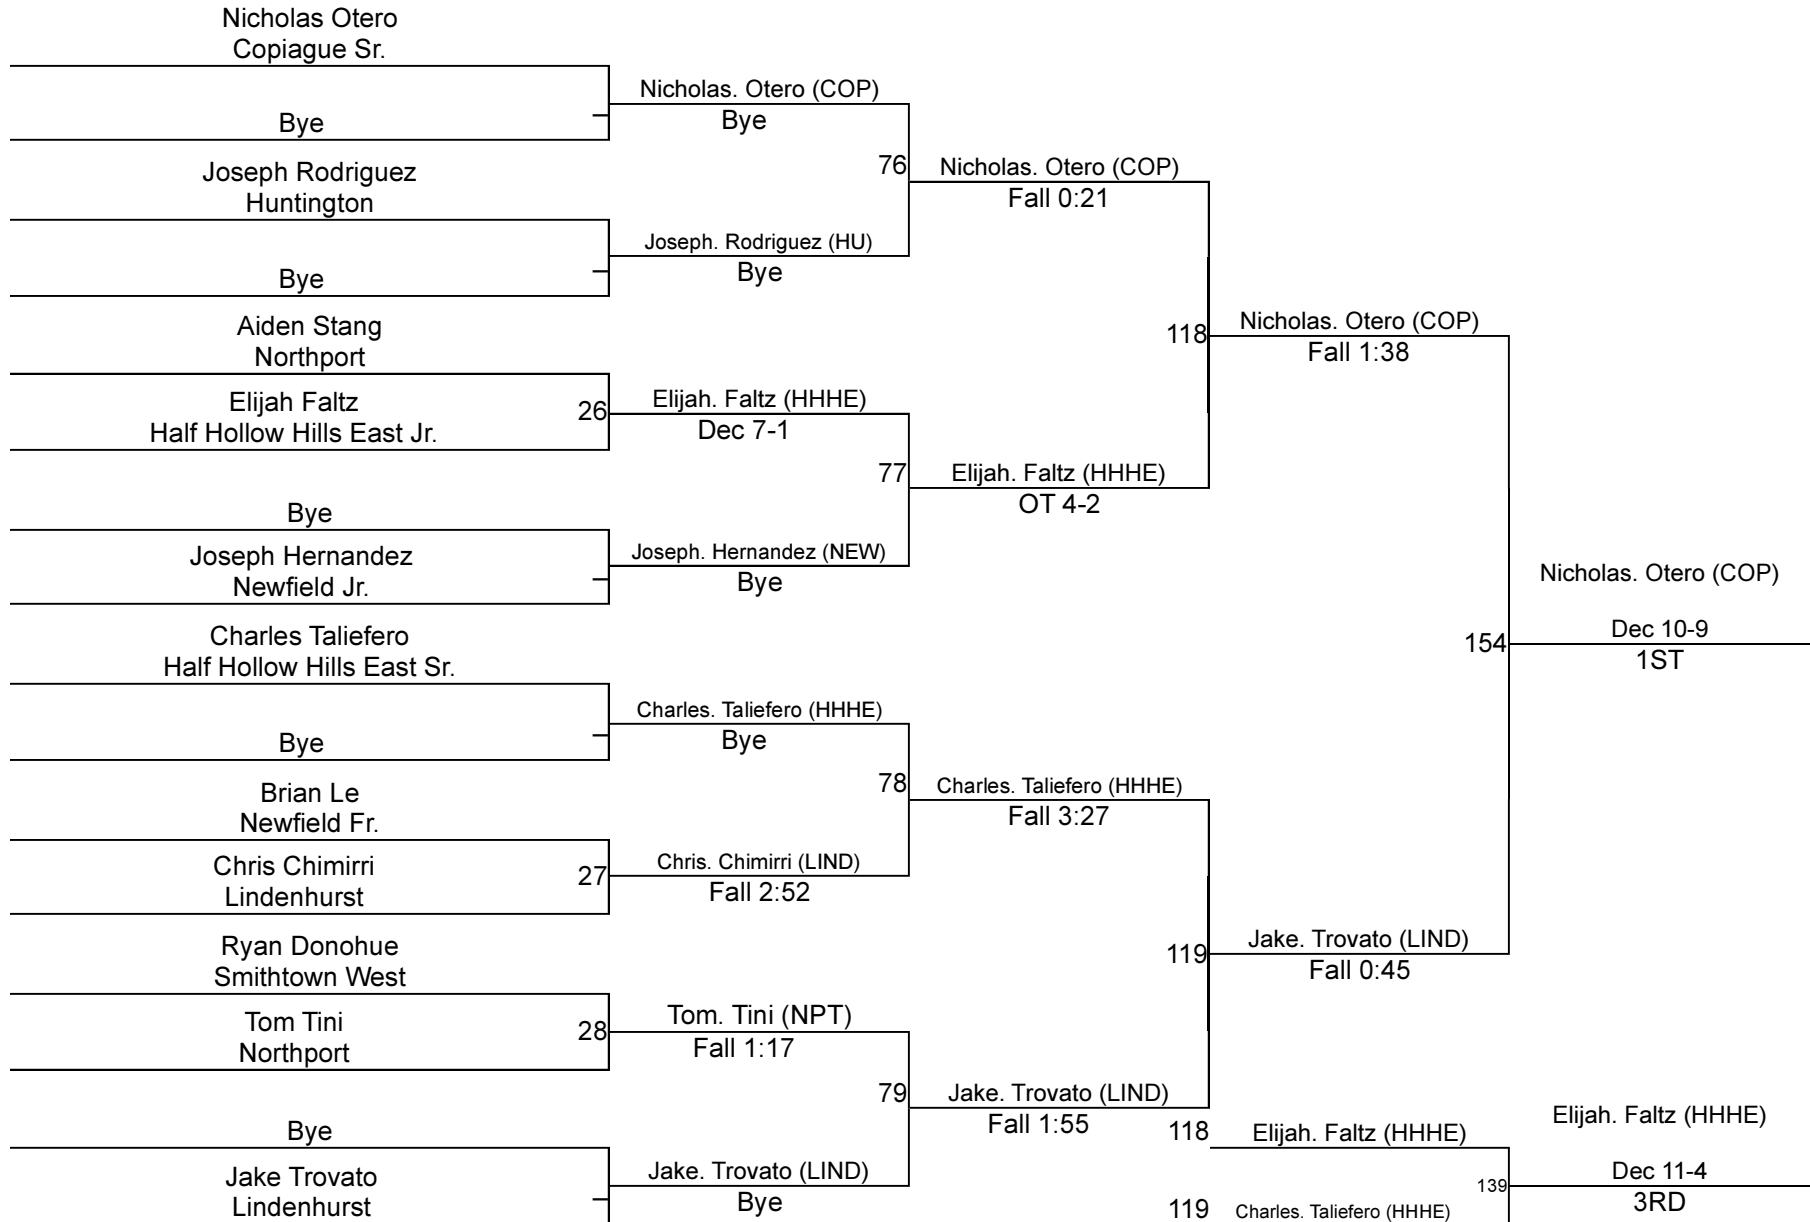 Nicholas Otero
Copiague Sr.
Bye
Joseph Rodriguez
Huntington
Bye
Aiden Stang
Northport
Elijah Faltz
Half Hollow Hills East Jr.
26
Bye
Joseph Hernandez
Newfield Jr.
Charles Taliefero
Half Hollow Hills East Sr.
Bye
Brian Le
Newfield Fr.
Chris Chimirri
Lindenhurst
27
Ryan Donohue
Smithtown West
Tom Tini
Northport
28
Bye
Jake Trovato
Lindenhurst
Nicholas. Otero (COP)
Bye
76
Joseph. Rodriguez (HU)
Bye
Elijah. Faltz (HHHE)
Dec 7-1
77
Joseph. Hernandez (NEW)
Bye
Charles. Taliefero (HHHE)
Bye
78
Chris. Chimirri (LIND)
Fall 2:52
Tom. Tini (NPT)
Fall 1:17
79
Jake. Trovato (LIND)
Bye
Nicholas. Otero (COP)
Fall 0:21
118
Elijah. Faltz (HHHE)
OT 4-2
Charles. Taliefero (HHHE)
Fall 3:27
119
Jake. Trovato (LIND)
Fall 1:55
Nicholas. Otero (COP)
Fall 1:38
154
Jake. Trovato (LIND)
Fall 0:45
Nicholas. Otero (COP)
Dec 10-9
1ST
118 Elijah. Faltz (HHHE)
139
119 Charles. Taliefero (HHHE)
Elijah. Faltz (HHHE)
Dec 11-4
3RD